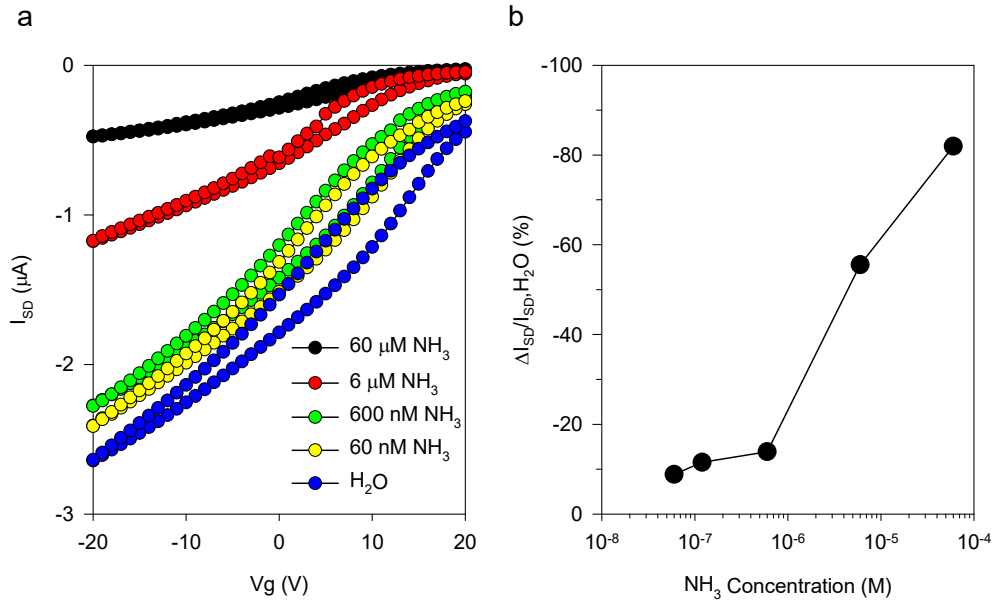 a
0
-1
-2
-3
I_SD (μA)
-20 -10 0 10 20
Vg (V)
60 μM NH₃
6 μM NH₃
600 nM NH₃
60 nM NH₃
H₂O
b
-100
-80
-60
-40
-20
0
ΔI_SD/I_SD,H₂O (%)
10⁻⁸ 10⁻⁷ 10⁻⁶ 10⁻⁵ 10⁻⁴
NH₃ Concentration (M)